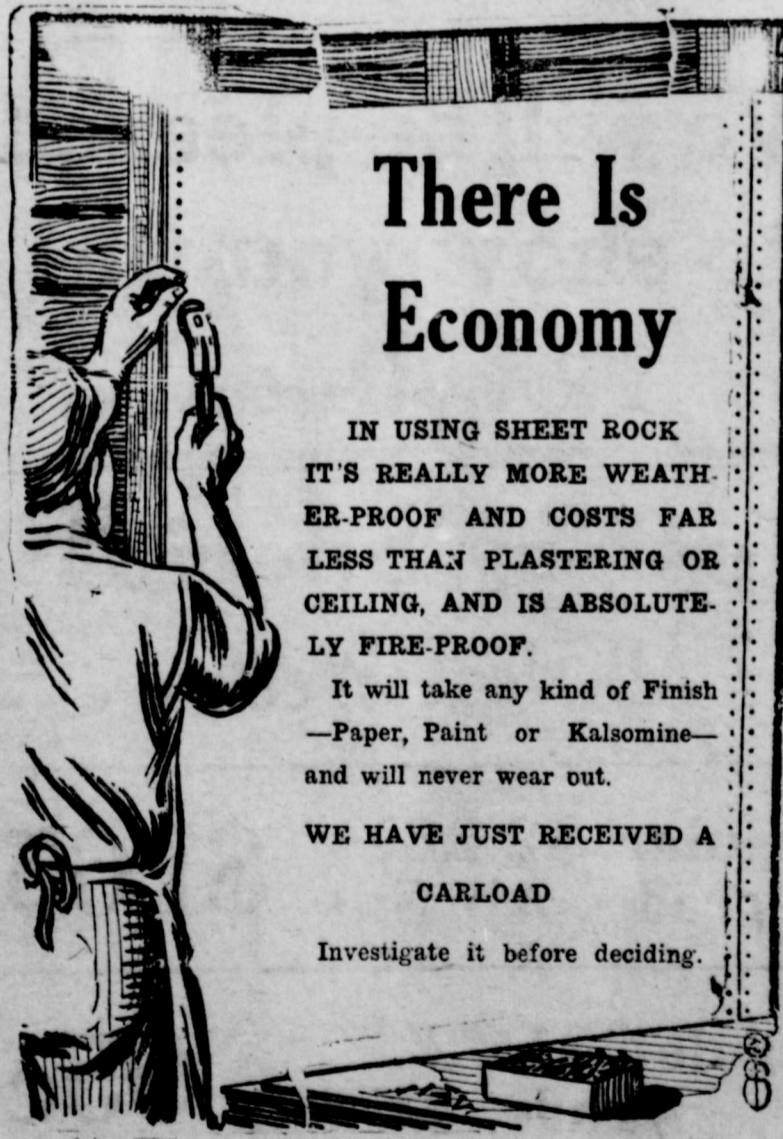 There Is
Economy
IN USING SHEET ROCK
IT'S REALLY MORE WEATH-
ER-PROOF AND COSTS FAR
LESS THAN PLASTERING OR
CEILING, AND IS ABSOLUTE-
LY FIRE-PROOF.
It will take any kind of Finish
—Paper, Paint or Kalsomine—
and will never wear out.
WE HAVE JUST RECEIVED A
CARLOAD
Investigate it before deciding.